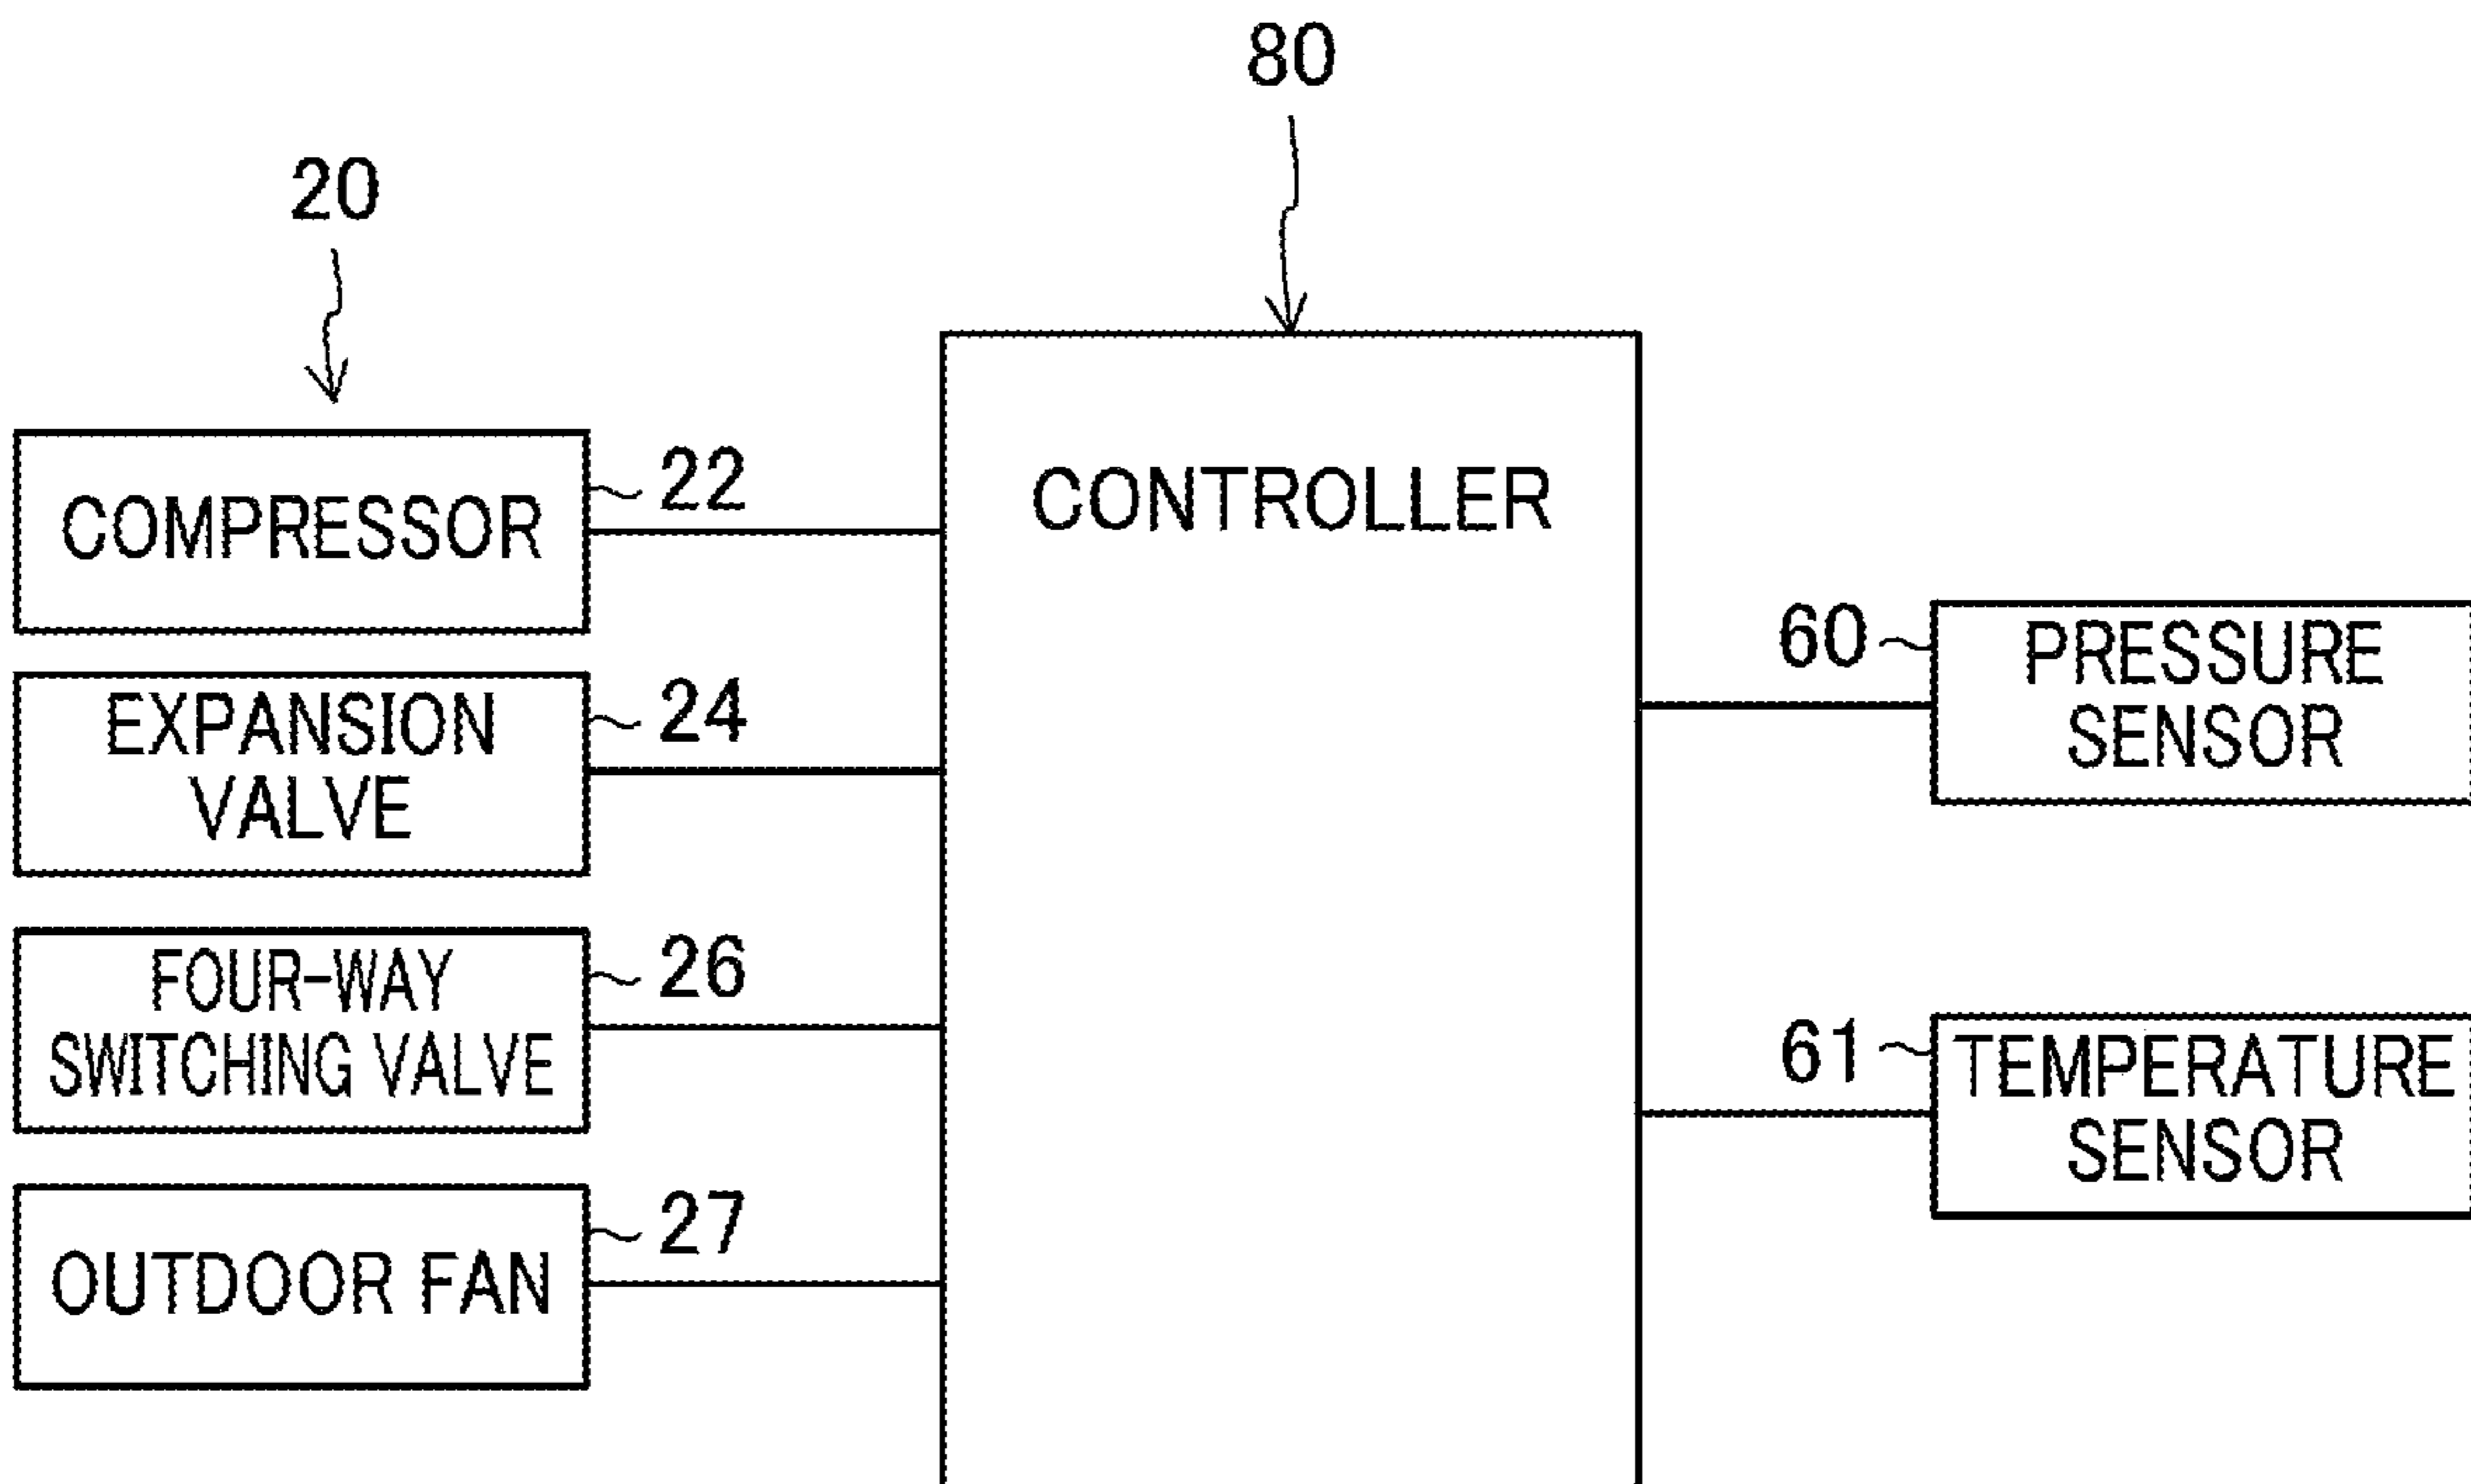 80
20
COMPRESSOR
22
CONTROLLER
EXPANSION
VALVE
24
60
PRESSURE
SENSOR
FOUR-WAY
SWITCHING VALVE
26
61
TEMPERATURE
SENSOR
OUTDOOR FAN
27